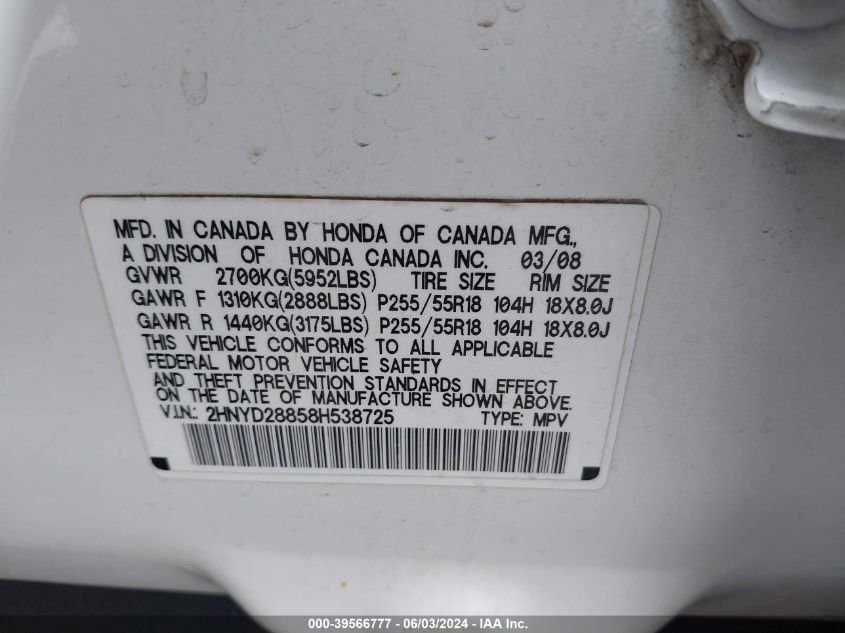 MFD. IN CANADA BY HONDA OF CANADA MFG.,
A DIVISION OF HONDA CANADA INC. 03/08
GVWR 2700KG(5952LBS) TIRE SIZE RIM SIZE
GAWR F 1310KG(2888LBS) P255/55R18 104H 18X8.0J
GAWR R 1440KG(3175LBS) P255/55R18 104H 18X8.0J
THIS VEHICLE CONFORMS TO ALL APPLICABLE
FEDERAL MOTOR VEHICLE SAFETY
AND THEFT PREVENTION STANDARDS IN EFFECT
ON THE DATE OF MANUFACTURE SHOWN ABOVE.
V.I.N.: 2HNYD28858H538725 TYPE: MPV
000-39566777 - 06/03/2024 - IAA Inc.